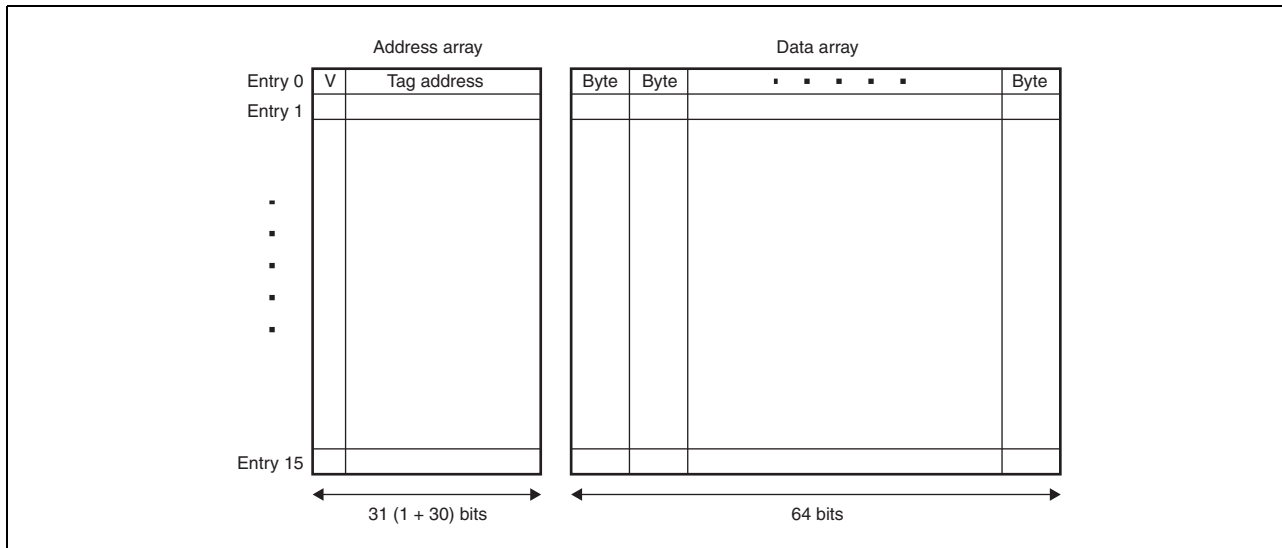 Address array
Data array
Entry 0 V Tag address Byte Byte ▪ ▪ ▪ ▪ ▪ Byte
Entry 1
Entry 15
31 (1 + 30) bits
64 bits